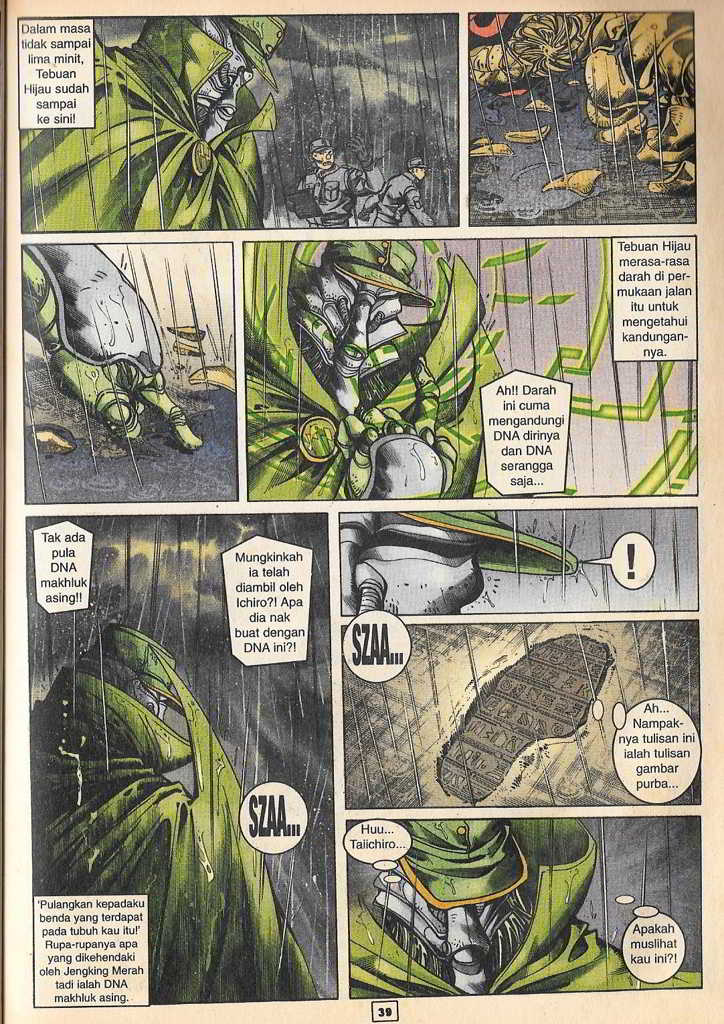 Dalam masa
tidak sampai
lima minit,
Tebuan
Hijau sudah
sampai
ke sini!
Tebuan Hijau
merasa-rasa
darah di per-
mukaan jalan
itu untuk
mengetahui
kandungan-
nya.
Ah!! Darah
ini cuma
mengandungi
DNA dirinya
dan DNA
serangga
saja...
Tak ada
pula
DNA
makhluk
asing!!
Mungkinkah
ia telah
diambil oleh
Ichiro?! Apa
dia nak
buat dengan
DNA ini?!
SZAA...
'Pulangkan kepadaku
benda yang terdapat
pada tubuh kau itu!'
Rupa-rupanya apa
yang dikehendaki
oleh Jengking Merah
tadi ialah DNA
makhluk asing.
!
SZAA...
Ah...
Nampak-
nya tulisan ini
ialah tulisan
gambar
purba...
Huu...
Taiichiro...
Apakah
muslihat
kau ini?!
39